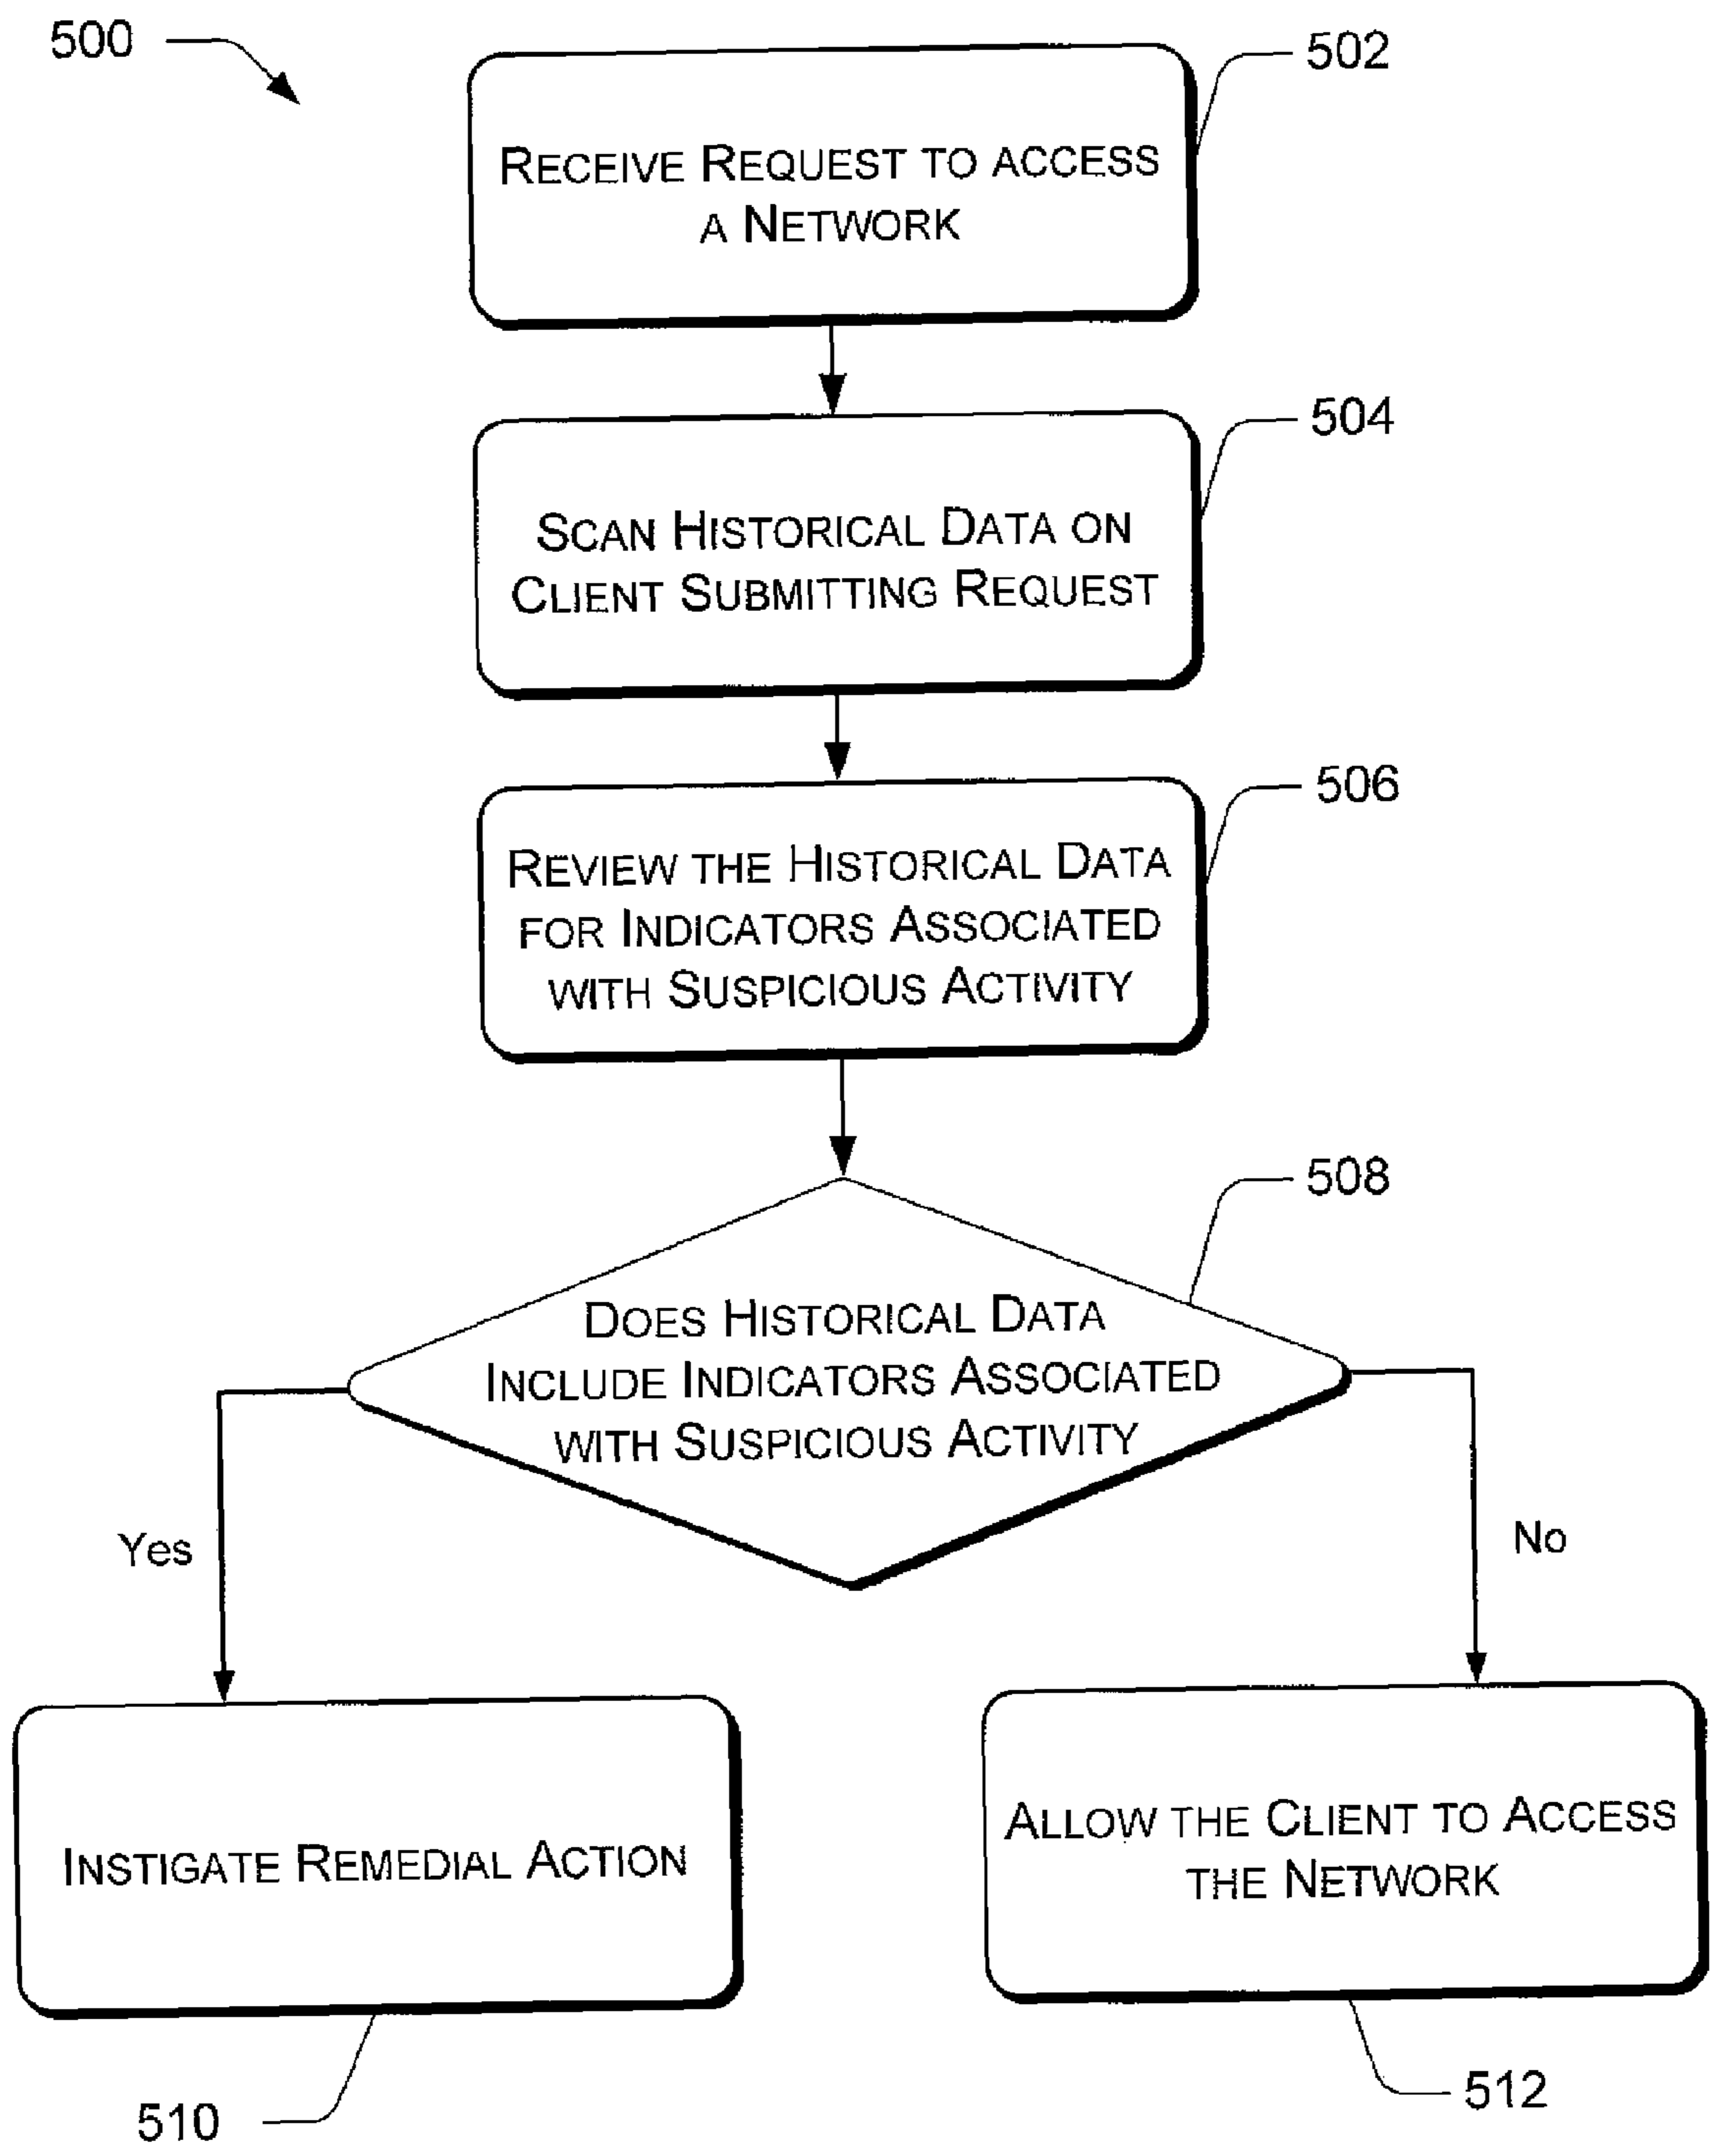 500
502
RECEIVE REQUEST TO ACCESS
A NETWORK
504
SCAN HISTORICAL DATA ON
CLIENT SUBMITTING REQUEST
506
REVIEW THE HISTORICAL DATA
FOR INDICATORS ASSOCIATED
WITH SUSPICIOUS ACTIVITY
508
DOES HISTORICAL DATA
INCLUDE INDICATORS ASSOCIATED
WITH SUSPICIOUS ACTIVITY
Yes
No
INSTIGATE REMEDIAL ACTION
ALLOW THE CLIENT TO ACCESS
THE NETWORK
510
512